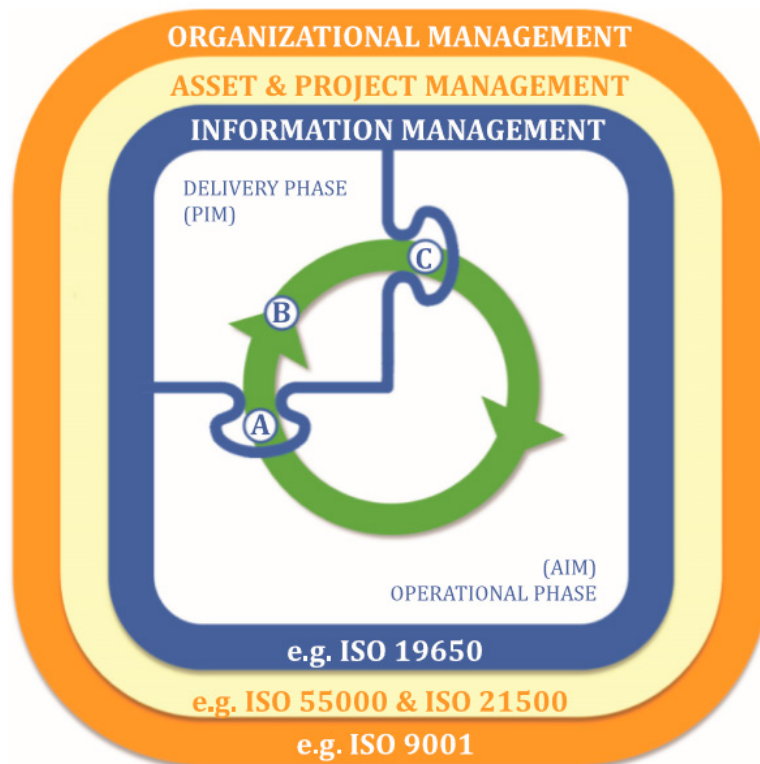 ORGANIZATIONAL MANAGEMENT
ASSET & PROJECT MANAGEMENT
INFORMATION MANAGEMENT
DELIVERY PHASE
(PIM)
C
B
A
(AIM)
OPERATIONAL PHASE
e.g. ISO 19650
e.g. ISO 55000 & ISO 21500
e.g. ISO 9001